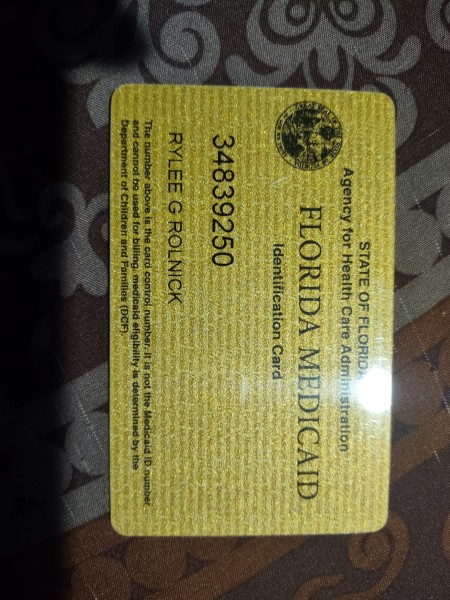 STATE OF FLORIDA
Agency for Health Care Administration
FLORIDA MEDICAID
Identification Card
34839250
RYLEE G ROLNICK
The number above is the card control number. It is not the Medicaid ID number
and cannot be used for billing. medicaid eligibility is determined by the
Department of Children and Families (DCF).